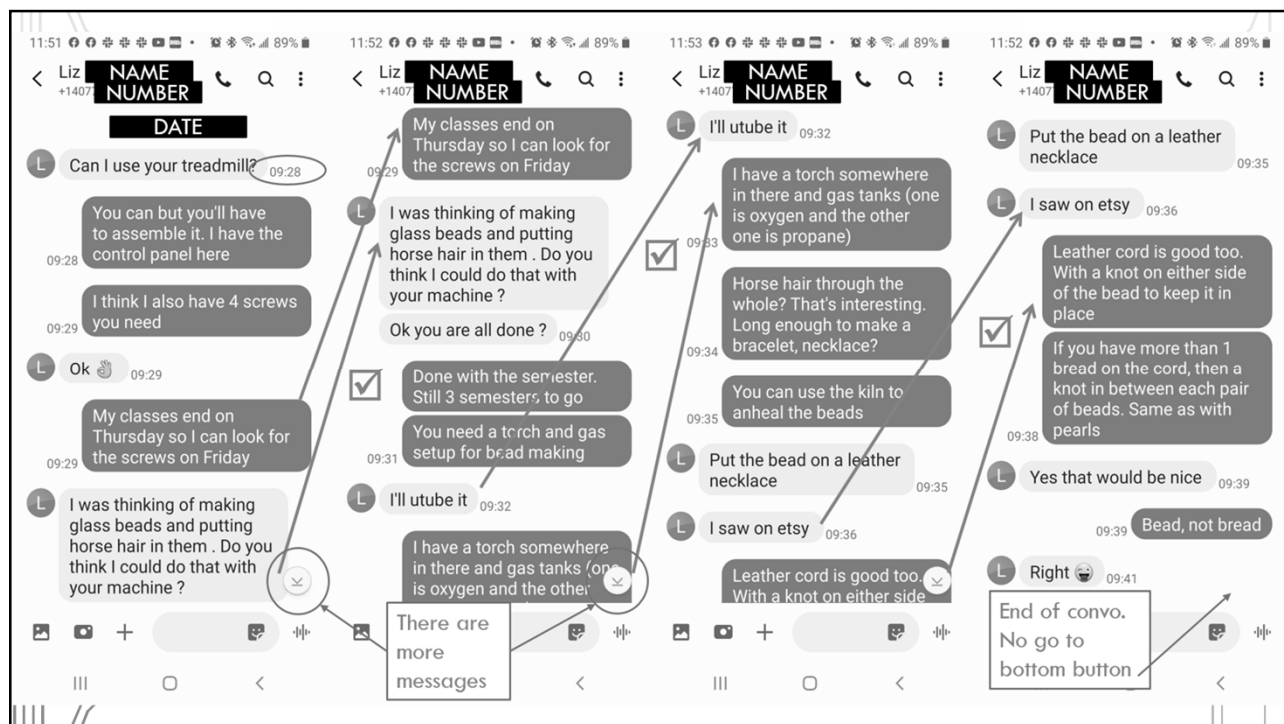 11:51
89%
Liz
NAME
+1407
NUMBER
DATE
Can I use your treadmill?
09:28
You can but you'll have
to assemble it. I have the
control panel here
09:28
I think I also have 4 screws
you need
09:29
Ok
09:29
My classes end on
Thursday so I can look for
the screws on Friday
09:29
I was thinking of making
glass beads and putting
horse hair in them . Do you
think I could do that with
your machine ?
11:52
89%
Liz
NAME
+1407
NUMBER
My classes end on
Thursday so I can look for
the screws on Friday
09:29
I was thinking of making
glass beads and putting
horse hair in them . Do you
think I could do that with
your machine ?
Ok you are all done ?
09:30
Done with the semester.
Still 3 semesters to go
You need a torch and gas
setup for bead making
09:31
I'll utube it
09:32
I have a torch somewhere
in there and gas tanks (one
is oxygen and the other
There are
more
messages
11:53
89%
Liz
NAME
+1407
NUMBER
I'll utube it
09:32
I have a torch somewhere
in there and gas tanks (one
is oxygen and the other
one is propane)
09:33
Horse hair through the
whole? That's interesting.
Long enough to make a
bracelet, necklace?
09:34
You can use the kiln to
anheal the beads
09:35
Put the bead on a leather
necklace
09:35
I saw on etsy
09:36
Leather cord is good too.
With a knot on either side
11:52
89%
Liz
NAME
+1407
NUMBER
Put the bead on a leather
necklace
09:35
I saw on etsy
09:36
Leather cord is good too.
With a knot on either side
of the bead to keep it in
place
If you have more than 1
bread on the cord, then a
knot in between each pair
of beads. Same as with
pearls
09:38
Yes that would be nice
09:39
Bead, not bread
09:39
Right
09:41
End of convo.
No go to
bottom button